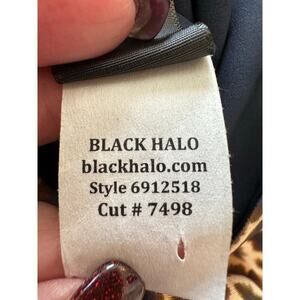 BLACK HALO
blackhalo.com
Style 6912518
Cut # 7498